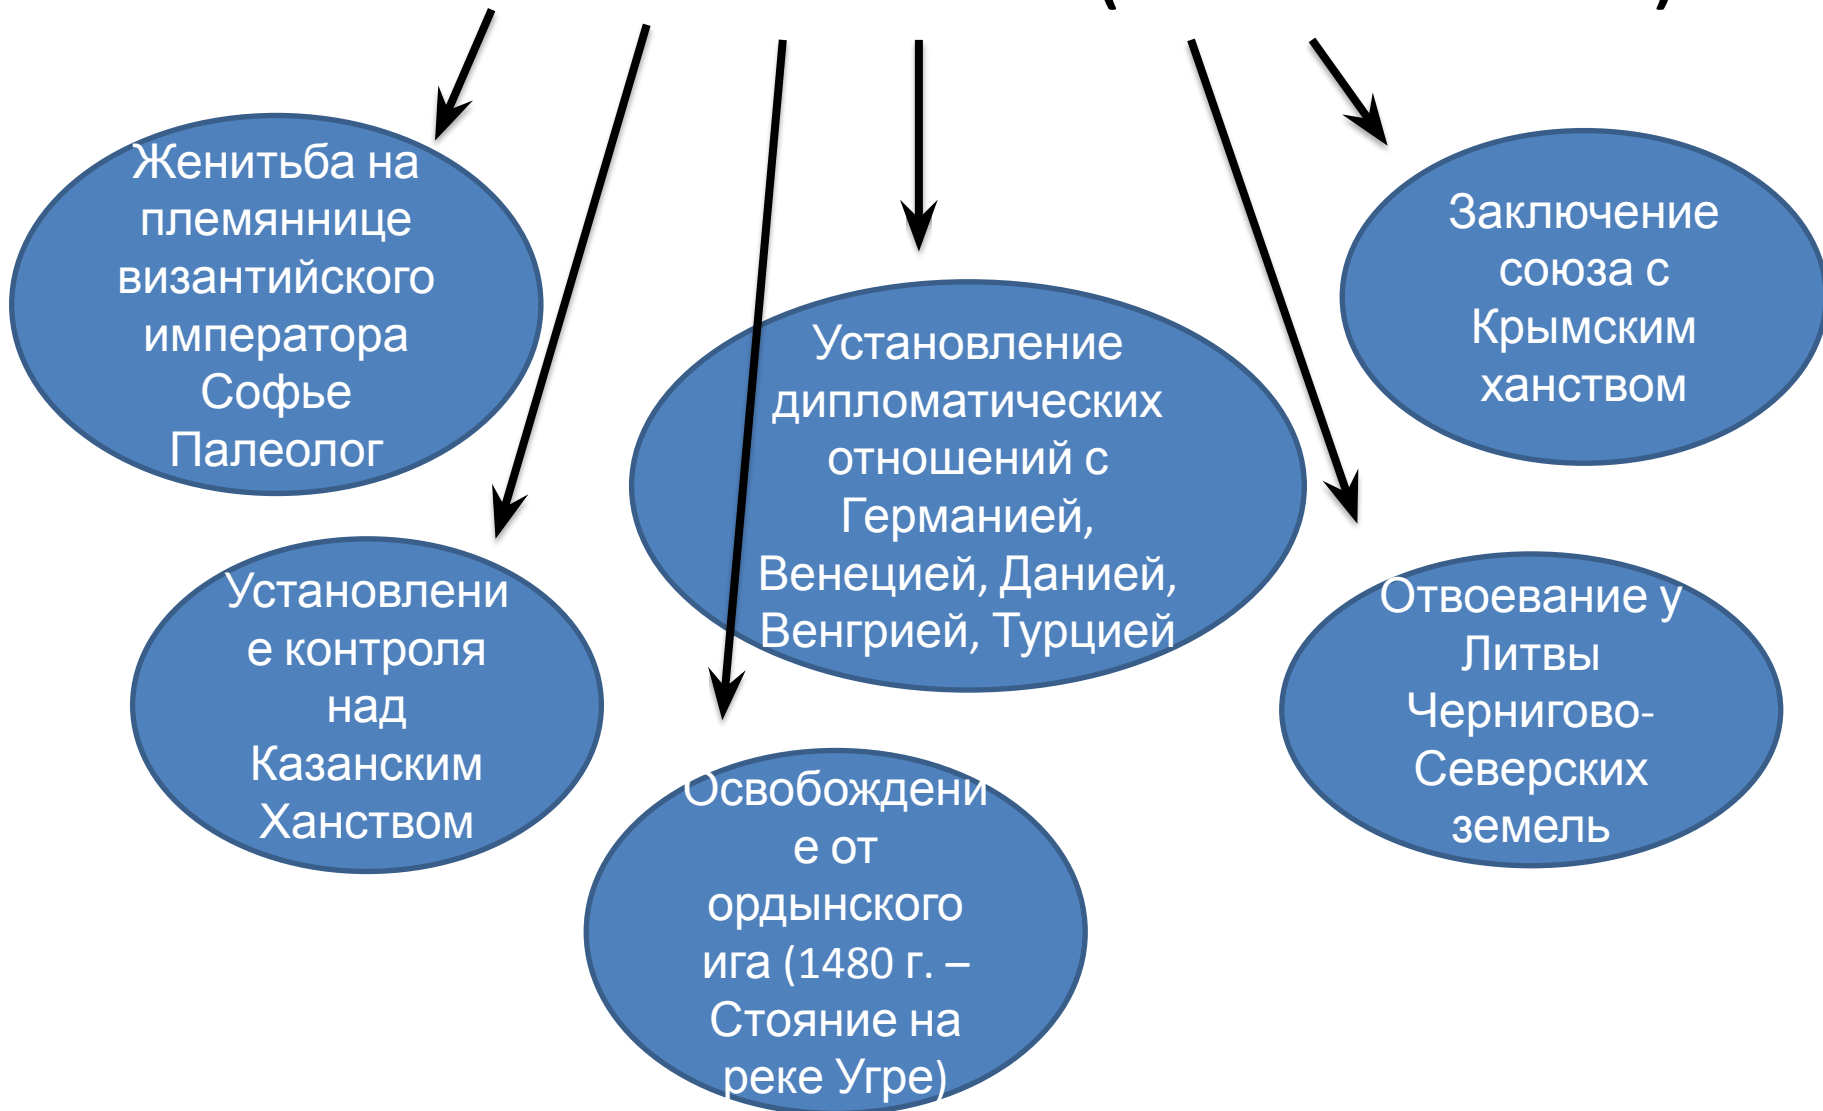 Женитьба на
племяннице
византийского
императора
Софье
Палеолог
Установлени
е контроля
над
Казанским
Ханством
Освобождени
е от
ордынского
ига (1480 г. –
Стояние на
реке Угре)
Установление
дипломатических
отношений с
Германией,
Венецией, Данией,
Венгрией, Турцией
Отвоевание у
Литвы
Чернигово-
Северских
земель
Заключение
союза с
Крымским
ханством